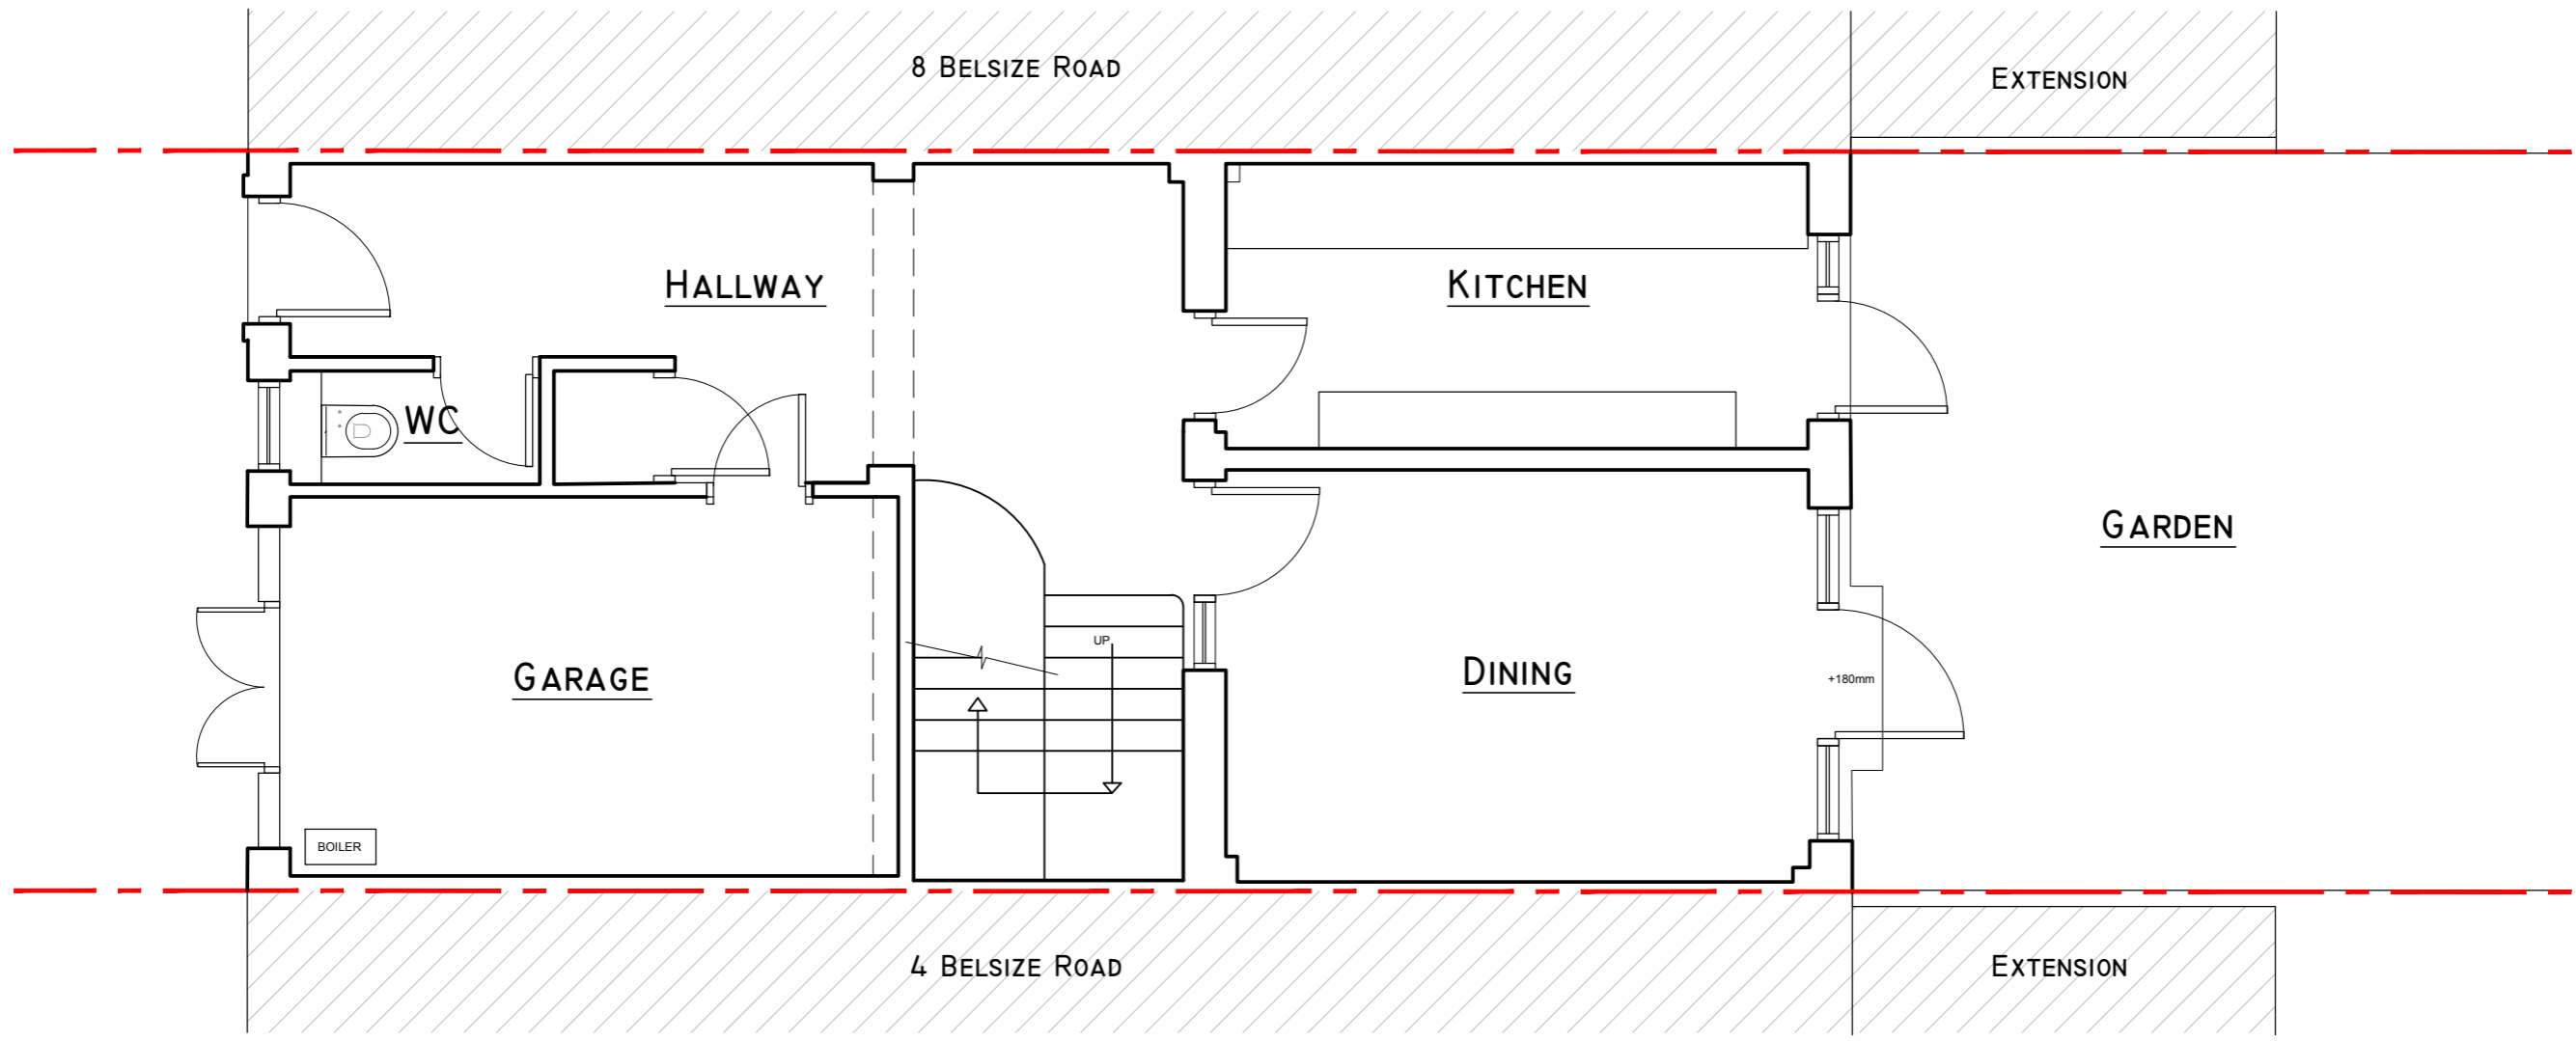 8 BELSIZE ROAD
EXTENSION
HALLWAY
KITCHEN
WC
GARDEN
UP
GARAGE
DINING
+180mm
BOILER
4 BELSIZE ROAD
EXTENSION